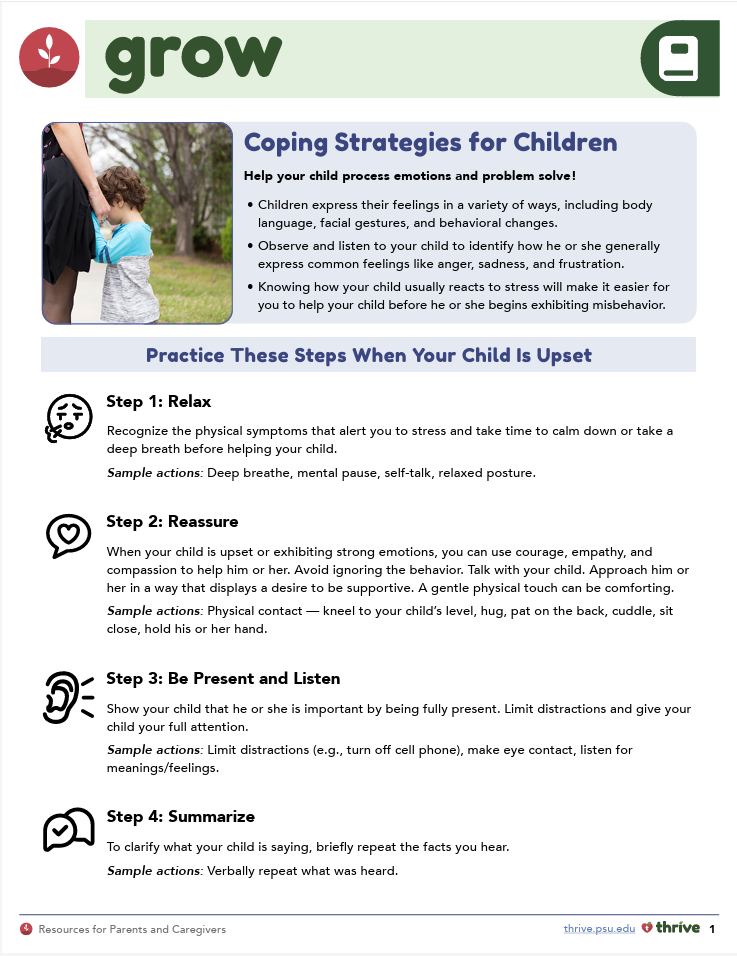 grow
Coping Strategies for Children
Help your child process emotions and problem solve!
• Children express their feelings in a variety of ways, including body
language, facial gestures, and behavioral changes.
• Observe and listen to your child to identify how he or she generally
express common feelings like anger, sadness, and frustration.
• Knowing how your child usually reacts to stress will make it easier for
you to help your child before he or she begins exhibiting misbehavior.
Practice These Steps When Your Child Is Upset
Step 1: Relax
Recognize the physical symptoms that alert you to stress and take time to calm down or take a
deep breath before helping your child.
Sample actions: Deep breathe, mental pause, self-talk, relaxed posture.
Step 2: Reassure
When your child is upset or exhibiting strong emotions, you can use courage, empathy, and
compassion to help him or her. Avoid ignoring the behavior. Talk with your child. Approach him or
her in a way that displays a desire to be supportive. A gentle physical touch can be comforting.
Sample actions: Physical contact — kneel to your child's level, hug, pat on the back, cuddle, sit
close, hold his or her hand.
Step 3: Be Present and Listen
Show your child that he or she is important by being fully present. Limit distractions and give your
child your full attention.
Sample actions: Limit distractions (e.g., turn off cell phone), make eye contact, listen for
meanings/feelings.
Step 4: Summarize
To clarify what your child is saying, briefly repeat the facts you hear.
Sample actions: Verbally repeat what was heard.
Resources for Parents and Caregivers
thrive.psu.edu thrive 1